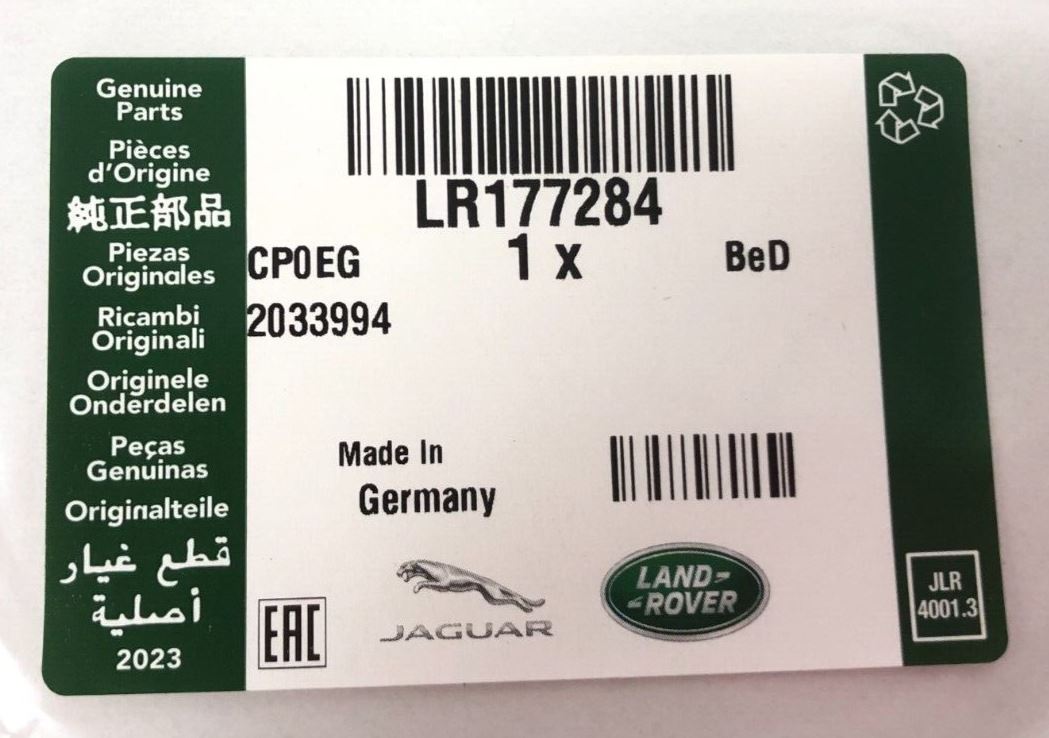 Genuine
Parts
Pièces
d'Origine
純正部品
Piezas
Originales
Ricambi
Originali
Originele
Onderdelen
Peças
Genuinas
Originalteile
قطع غيار
أصلية
2023
LR177284
CP0EG 1 x BeD
2033994
Made In
Germany
EAC
JAGUAR
LAND-
-ROVER
JLR
4001.3